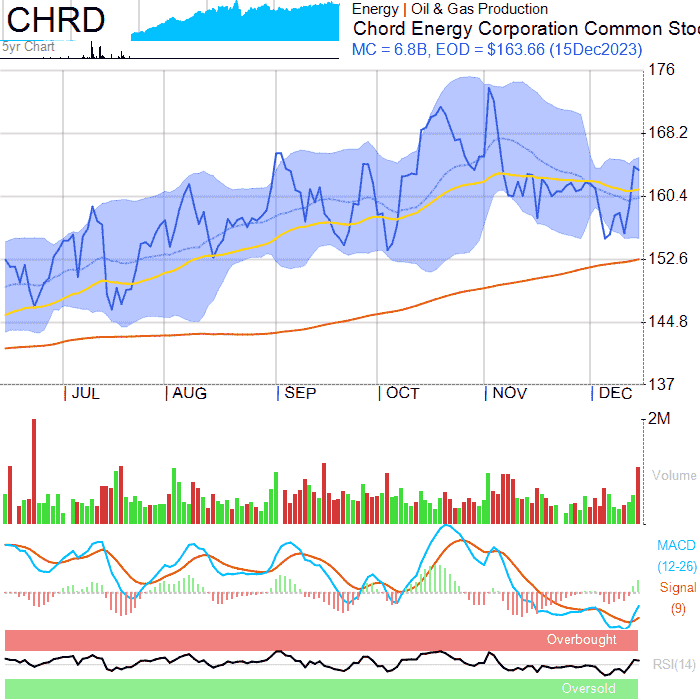 CHRD
5yr Chart
Energy | Oil & Gas Production
Chord Energy Corporation Common Stoc
MC = 6.8B, EOD = $163.66 (15Dec2023)
176
168.2
160.4
152.6
144.8
137
JUL AUG SEP OCT NOV DEC
2M
Volume
MACD
(12-26)
Signal
(9)
Overbought
RSI(14)
Oversold